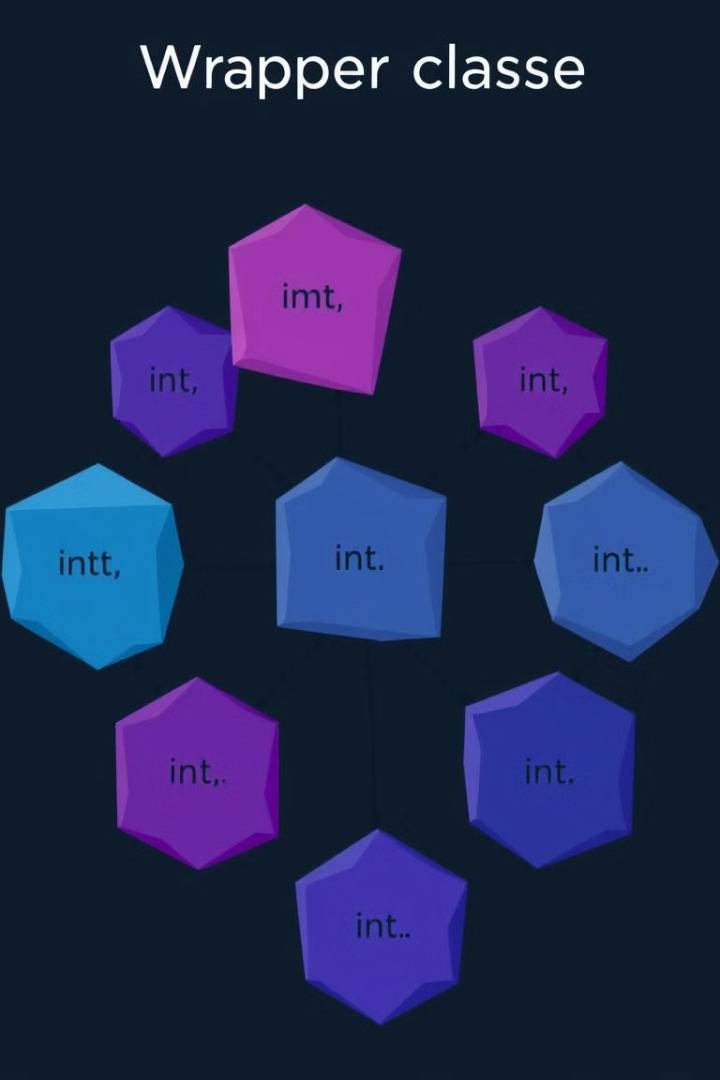 Wrapper classe
imt,
int,
int,
intt,
int.
int..
int,.
int.
int..